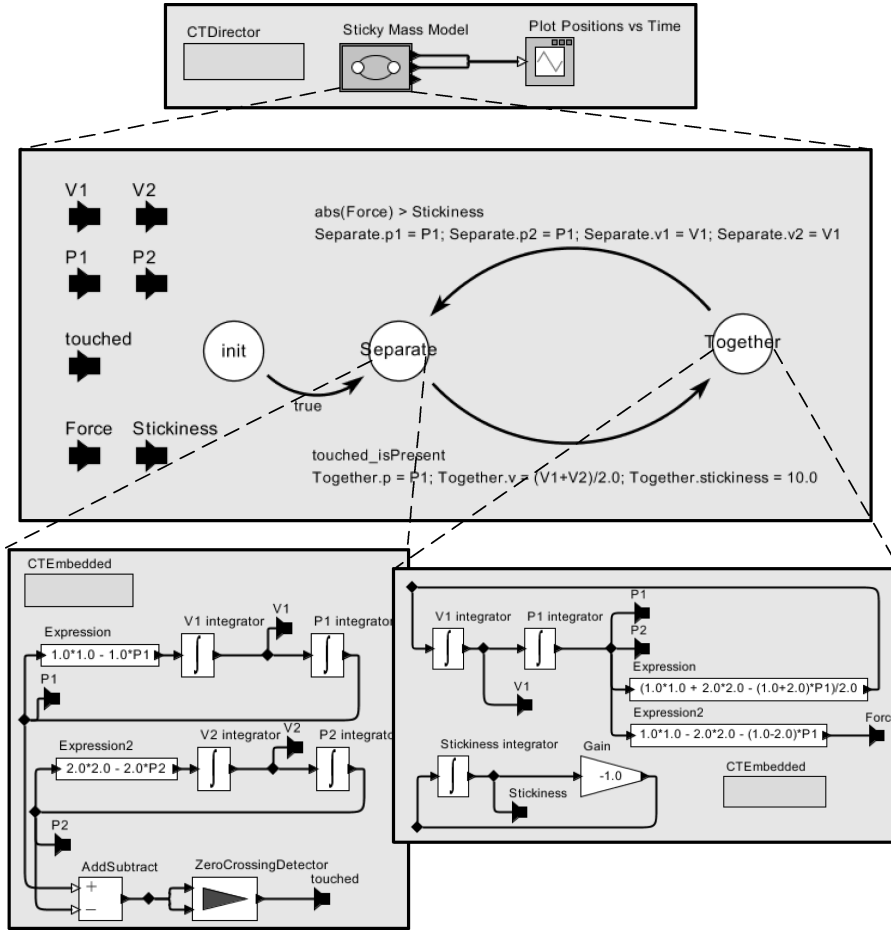 CTDirector
Sticky Mass Model
Plot Positions vs Time
V1
V2
P1
P2
touched
Force
Stickiness
abs(Force) > Stickiness
Separate.p1 = P1; Separate.p2 = P1; Separate.v1 = V1; Separate.v2 = V1
init
Separate
Together
true
touched_isPresent
Together.p = P1; Together.v = (V1+V2)/2.0; Together.stickiness = 10.0
CTEmbedded
Expression
1.0*1.0 - 1.0*P1
V1 integrator
V1
P1 integrator
P1
Expression2
2.0*2.0 - 2.0*P2
V2 integrator
V2
P2 integrato
P2
AddSubtract
+
−
ZeroCrossingDetector
touched
V1 integrator
P1 integrator
P1
P2
V1
Expression
(1.0*1.0 + 2.0*2.0 - (1.0+2.0)*P1)/2.0
Expression2
1.0*1.0 - 2.0*2.0 - (1.0-2.0)*P1
Forc
Stickiness integrator
Gain
-1.0
Stickiness
CTEmbedded